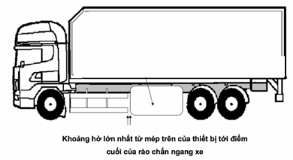 Khoảng hở lớn nhất từ mép trên của thiết bị tới điểm
cuối của rào chắn ngang xe